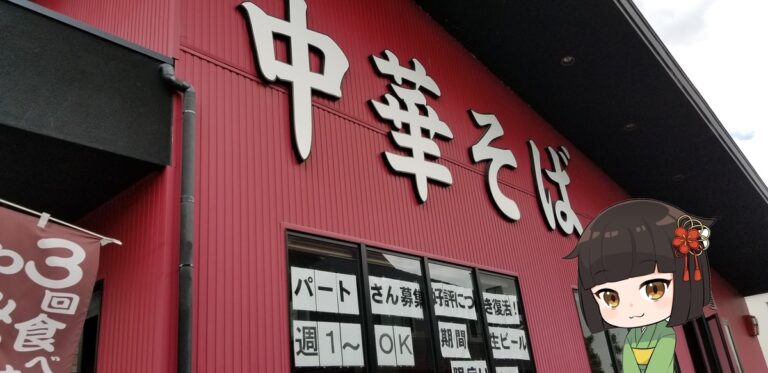 中華そば
パートさん募集
週1〜OK
好評につき復活！
期間
生ビール
3回食べ